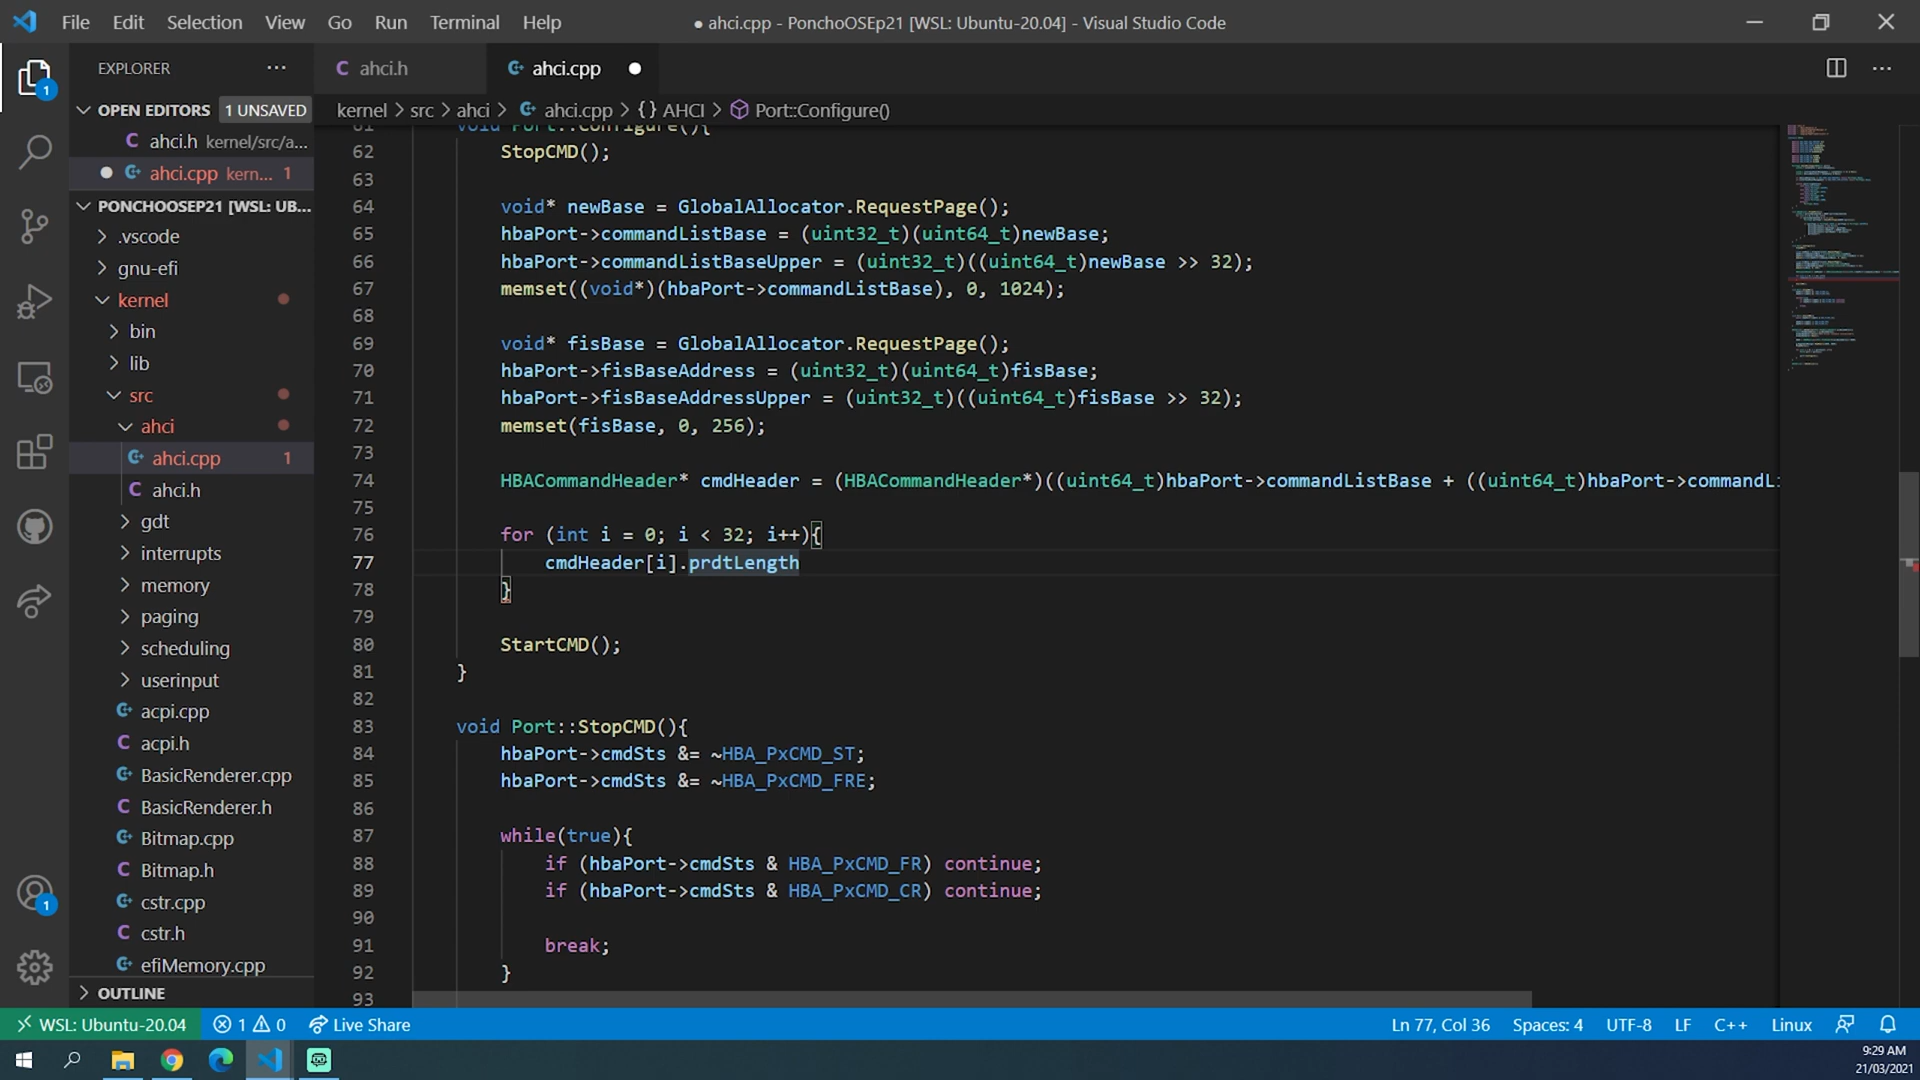 File Edit Selection View Go Run Terminal Help
● ahci.cpp - PonchoOSEp21 [WSL: Ubuntu-20.04] - Visual Studio Code
EXPLORER
ahci.h
ahci.cpp
OPEN EDITORS 1 UNSAVED
ahci.h kernel/src/a...
ahci.cpp kern... 1
PONCHOOSEP21 [WSL: UB...
.vscode
gnu-efi
kernel
bin
lib
src
ahci
ahci.cpp 1
ahci.h
gdt
interrupts
memory
paging
scheduling
userinput
acpi.cpp
acpi.h
BasicRenderer.cpp
BasicRenderer.h
Bitmap.cpp
Bitmap.h
cstr.cpp
cstr.h
efiMemory.cpp
OUTLINE
kernel > src > ahci > ahci.cpp > {} AHCI > Port::Configure()
61 void Port::Configure(){
62 StopCMD();
63
64 void* newBase = GlobalAllocator.RequestPage();
65 hbaPort->commandListBase = (uint32_t)(uint64_t)newBase;
66 hbaPort->commandListBaseUpper = (uint32_t)((uint64_t)newBase >> 32);
67 memset((void*)(hbaPort->commandListBase), 0, 1024);
68
69 void* fisBase = GlobalAllocator.RequestPage();
70 hbaPort->fisBaseAddress = (uint32_t)(uint64_t)fisBase;
71 hbaPort->fisBaseAddressUpper = (uint32_t)((uint64_t)fisBase >> 32);
72 memset(fisBase, 0, 256);
73
74 HBACommandHeader* cmdHeader = (HBACommandHeader*)((uint64_t)hbaPort->commandListBase + ((uint64_t)hbaPort->commandLi
75
76 for (int i = 0; i < 32; i++){
77 cmdHeader[i].prdtLength
78 }
79
80 StartCMD();
81 }
82
83 void Port::StopCMD(){
84 hbaPort->cmdSts &= ~HBA_PxCMD_ST;
85 hbaPort->cmdSts &= ~HBA_PxCMD_FRE;
86
87 while(true){
88 if (hbaPort->cmdSts & HBA_PxCMD_FR) continue;
89 if (hbaPort->cmdSts & HBA_PxCMD_CR) continue;
90
91 break;
92 }
93
1
1
WSL: Ubuntu-20.04 1 0 Live Share
Ln 77, Col 36 Spaces: 4 UTF-8 LF C++ Linux
9:29 AM
21/03/2021